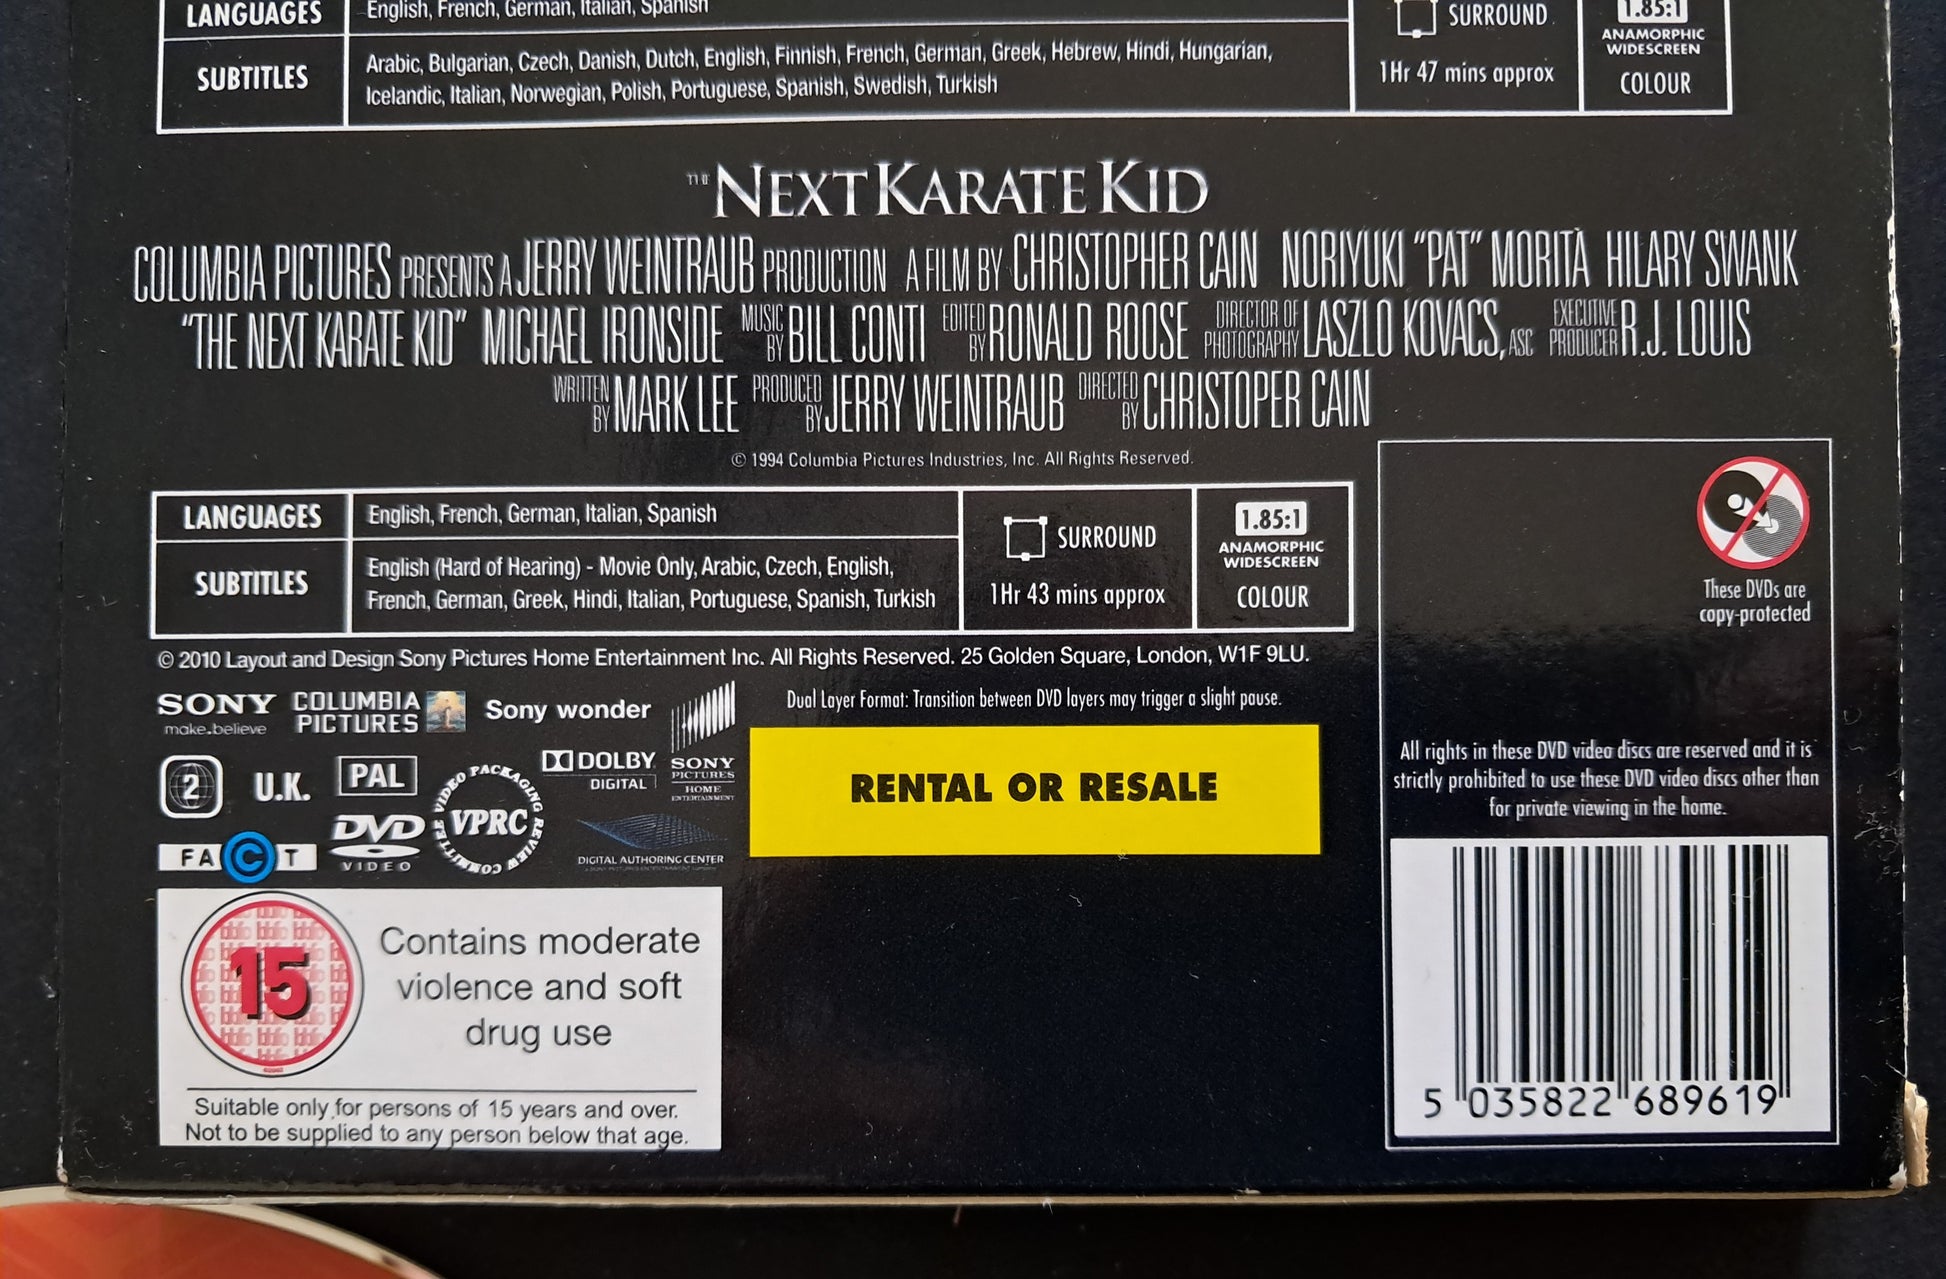 LANGUAGES English, French, German, Italian, Spanish
SURROUND
1.85:1
ANAMORPHIC
WIDESCREEN
SUBTITLES
Arabic, Bulgarian, Czech, Danish, Dutch, English, Finnish, French, German, Greek, Hebrew, Hindi, Hungarian,
Icelandic, Italian, Norwegian, Polish, Portuguese, Spanish, Swedish, Turkish
1Hr 47 mins approx
COLOUR
THE NEXT KARATE KID
COLUMBIA PICTURES PRESENTS A JERRY WEINTRAUB PRODUCTION A FILM BY CHRISTOPHER CAIN NORIYUKI "PAT" MORITA HILARY SWANK
"THE NEXT KARATE KID" MICHAEL IRONSIDE MUSIC BY BILL CONTI EDITED BY RONALD ROOSE DIRECTOR OF PHOTOGRAPHY LASZLO KOVACS, ASC EXECUTIVE PRODUCER R.J. LOUIS
WRITTEN BY MARK LEE PRODUCED BY JERRY WEINTRAUB DIRECTED BY CHRISTOPER CAIN
© 1994 Columbia Pictures Industries, Inc. All Rights Reserved.
LANGUAGES English, French, German, Italian, Spanish
SUBTITLES
English (Hard of Hearing) - Movie Only, Arabic, Czech, English,
French, German, Greek, Hindi, Italian, Portuguese, Spanish, Turkish
SURROUND
1Hr 43 mins approx
1.85:1
ANAMORPHIC
WIDESCREEN
COLOUR
These DVDs are
copy-protected
© 2010 Layout and Design Sony Pictures Home Entertainment Inc. All Rights Reserved. 25 Golden Square, London, W1F 9LU.
SONY
make.believe
COLUMBIA
PICTURES
Sony wonder
SONY
PICTURES
HOME
ENTERTAINMENT
2
U.K.
PAL
DOLBY
DIGITAL
VIDEO PACKAGING REVIEW COMMITTEE
VPRC
FACT
DVD
VIDEO
DIGITAL AUTHORING CENTER
Dual Layer Format: Transition between DVD layers may trigger a slight pause.
RENTAL OR RESALE
All rights in these DVD video discs are reserved and it is
strictly prohibited to use these DVD video discs other than
for private viewing in the home.
15
Contains moderate
violence and soft
drug use
Suitable only for persons of 15 years and over.
Not to be supplied to any person below that age.
5 035822 689619